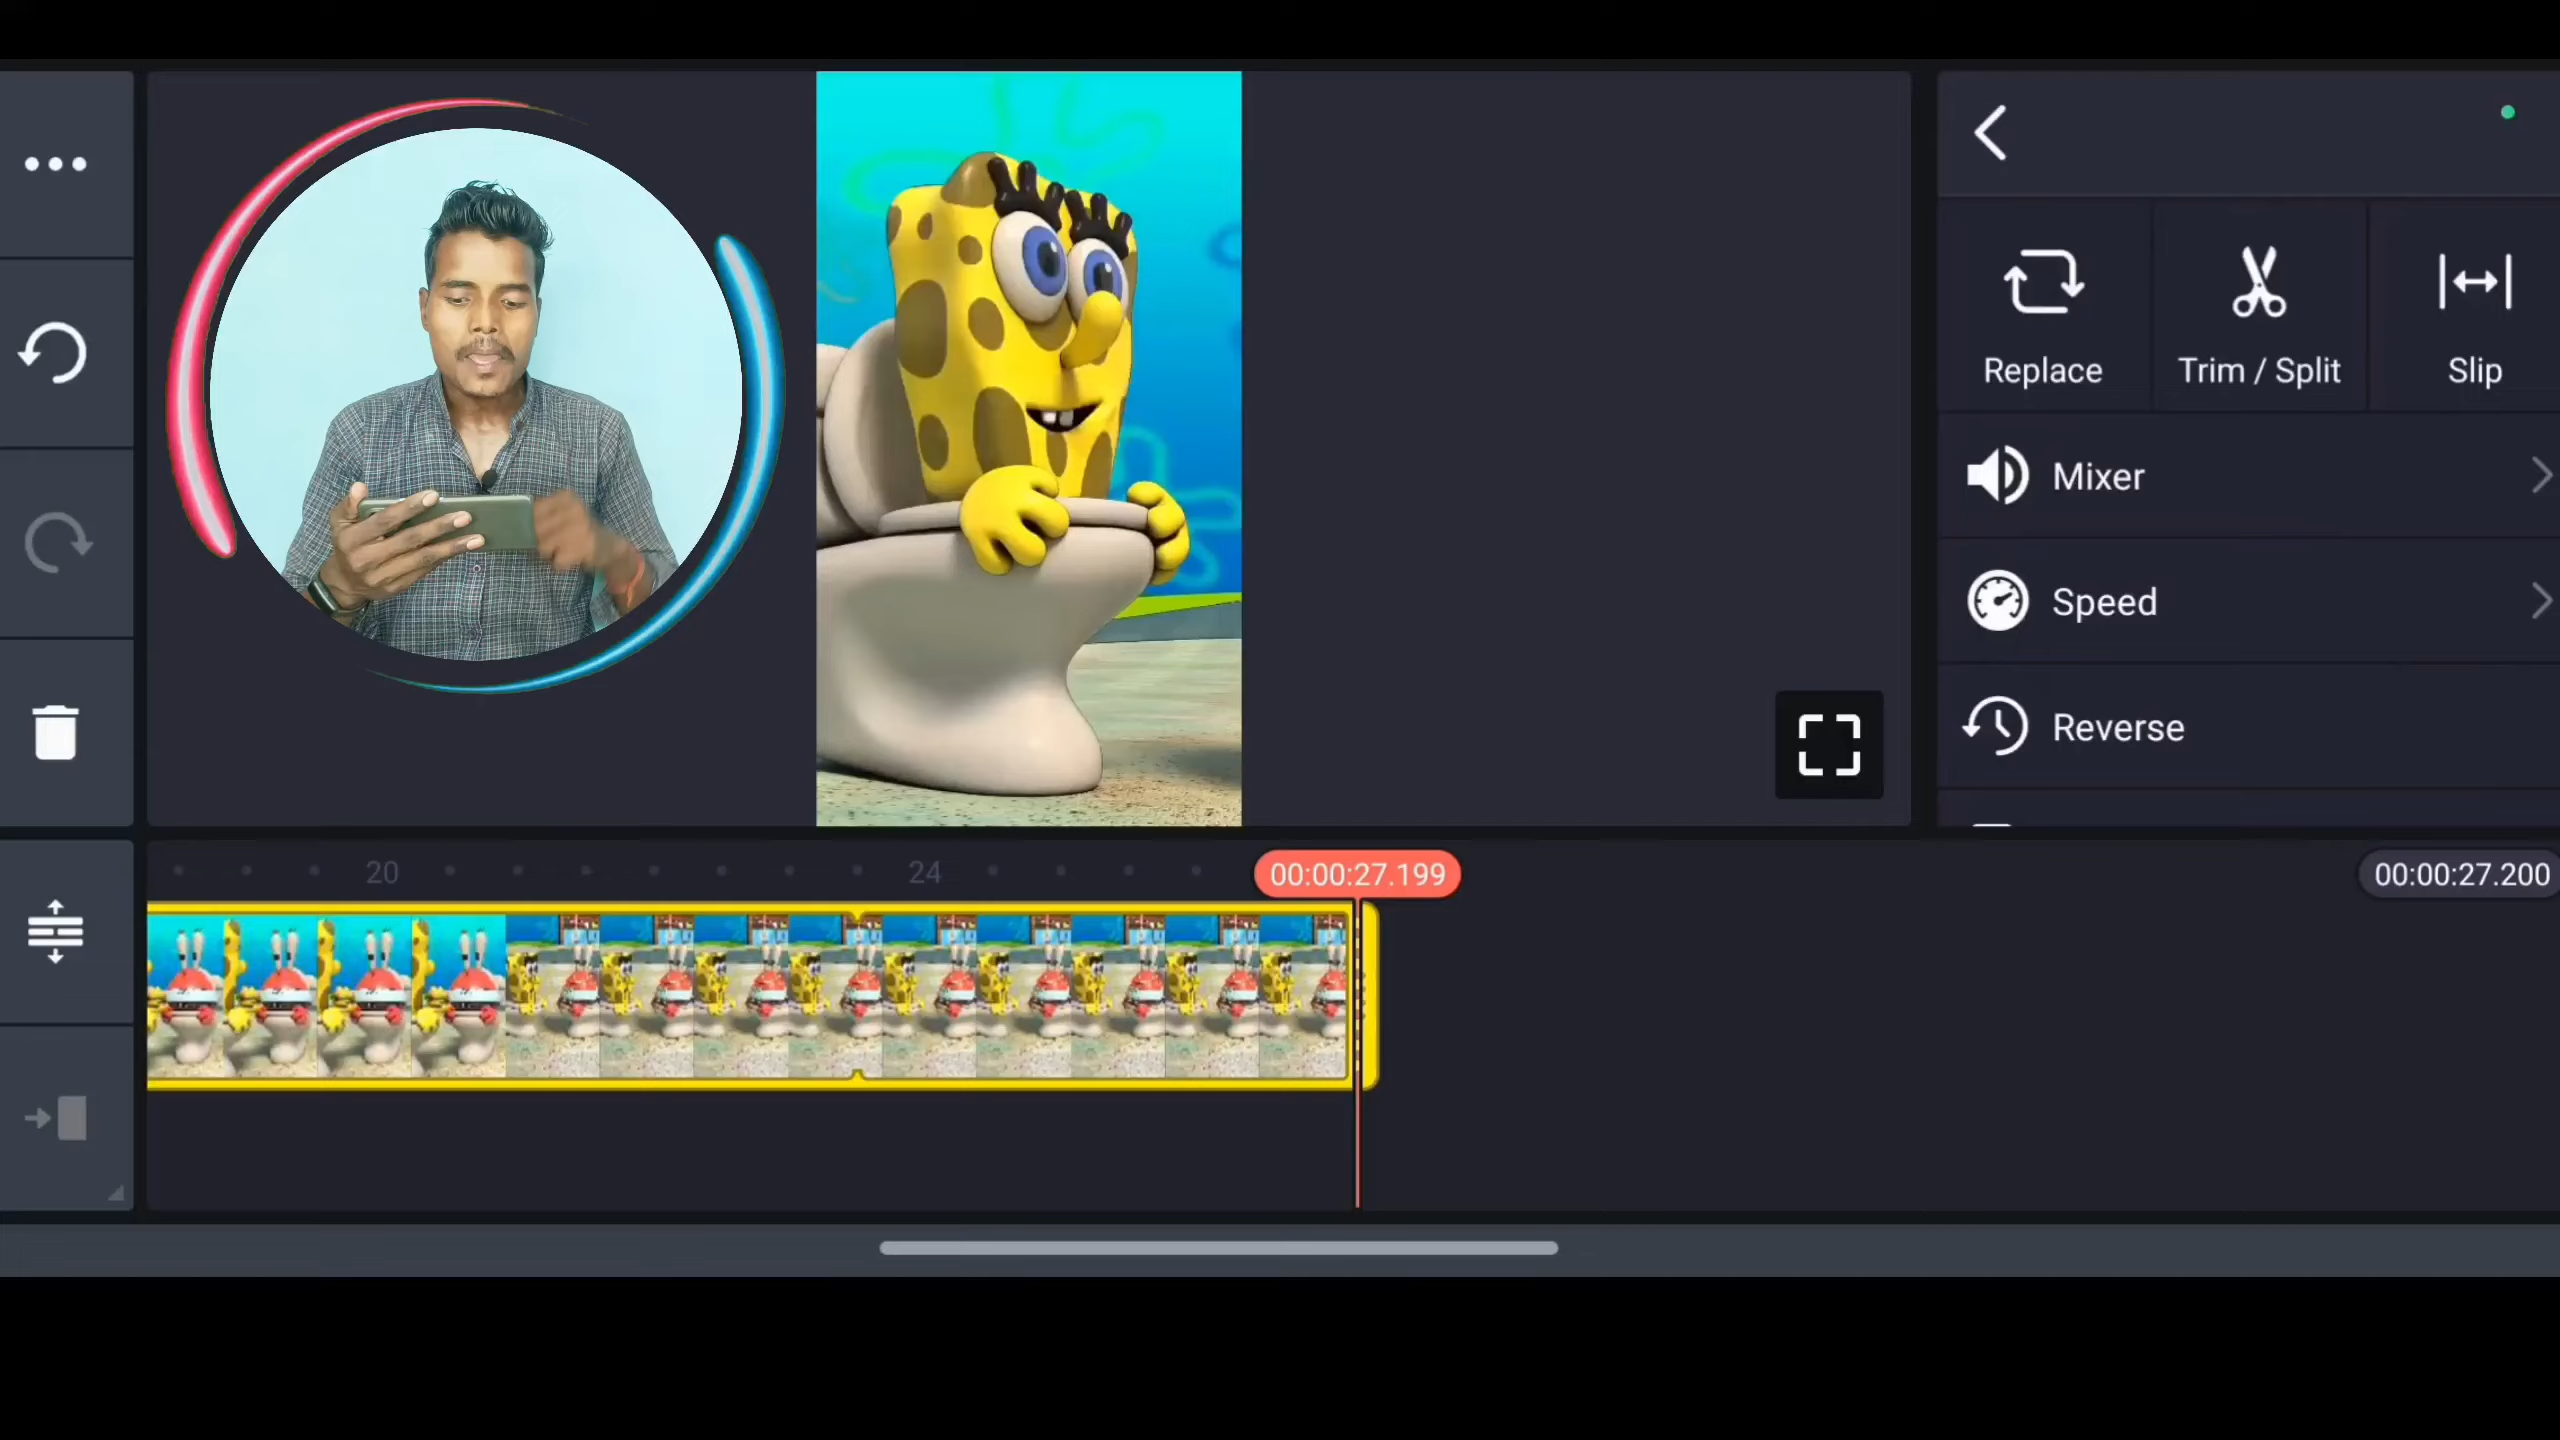 Replace
Trim / Split
Slip
Mixer
Speed
Reverse
20
24
00:00:27.199
00:00:27.200